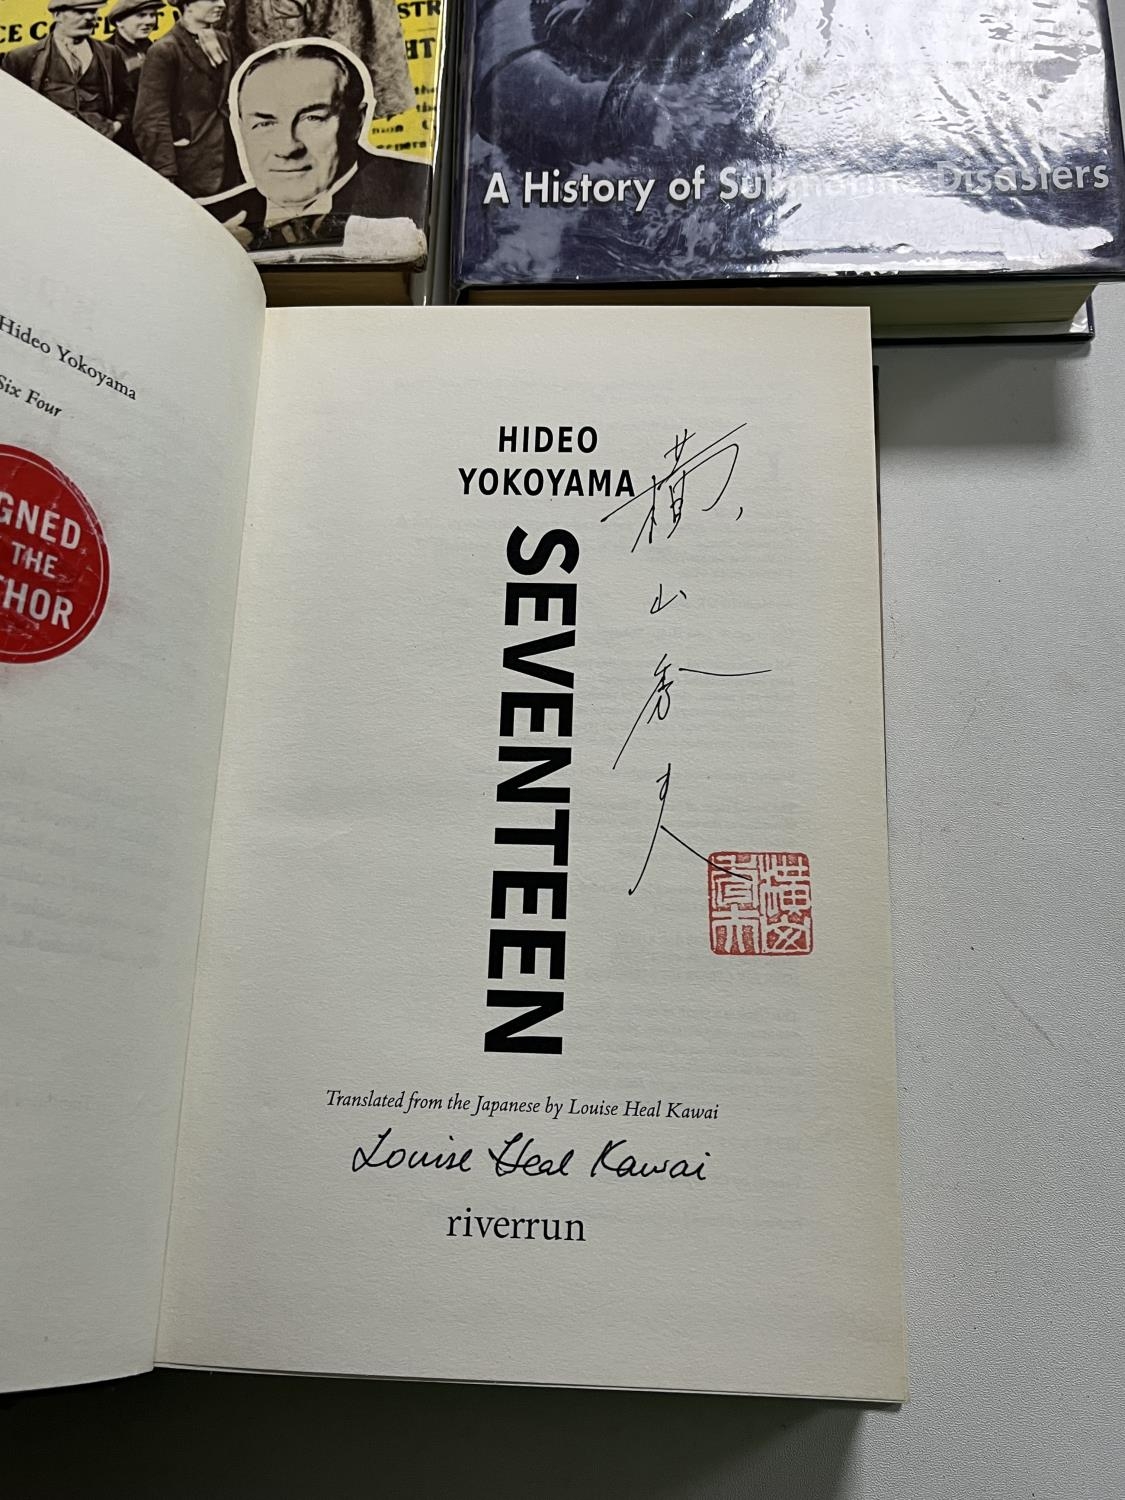 A History of Submarine Disasters
Hideo Yokoyama
Six Four
GNED
THE
THOR
HIDEO
YOKOYAMA
SEVENTEEN
横
山
秀
夫
Translated from the Japanese by Louise Heal Kawai
Louise Heal Kawai
riverrun